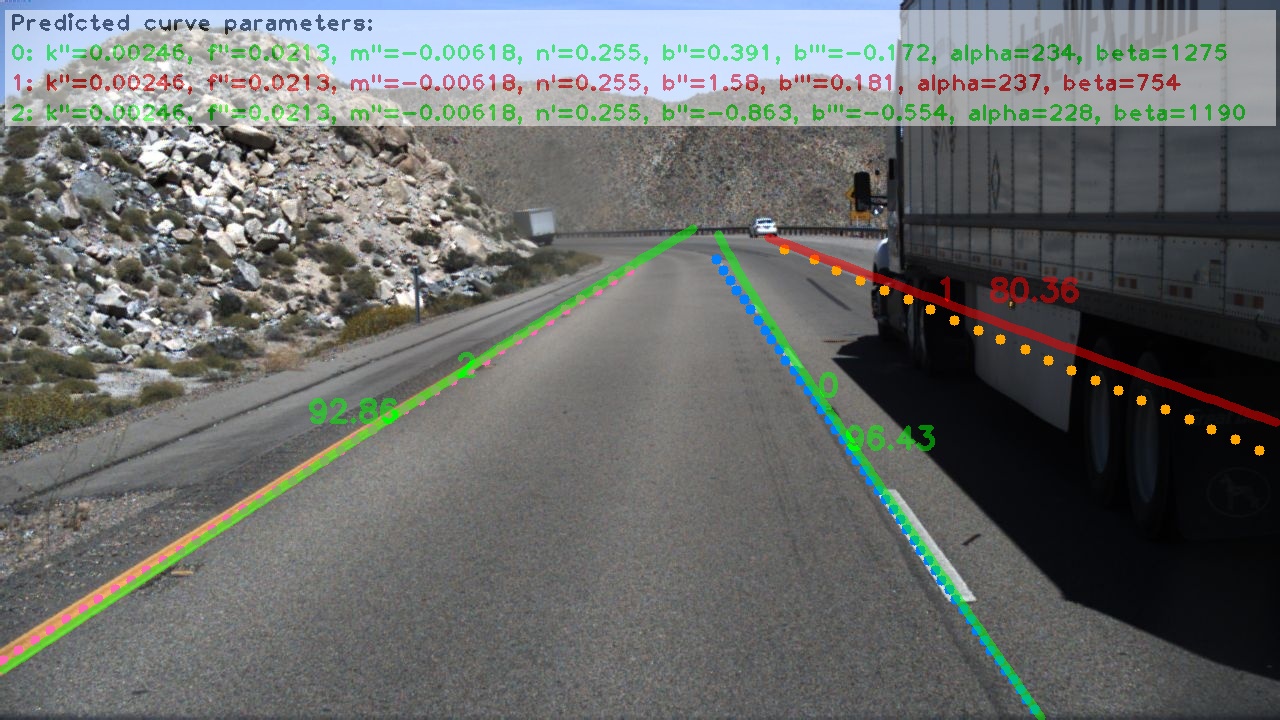 Predicted curve parameters:
0: k''=0.00246, f''=0.0213, m''=-0.00618, n'=0.255, b''=0.391, b'''=-0.172, alpha=234, beta=1275
1: k''=0.00246, f''=0.0213, m''=-0.00618, n'=0.255, b''=1.58, b'''=0.181, alpha=237, beta=754
2: k''=0.00246, f''=0.0213, m''=-0.00618, n'=0.255, b''=-0.863, b'''=-0.554, alpha=228, beta=1190
1 80.36
2
0
92.86
96.43